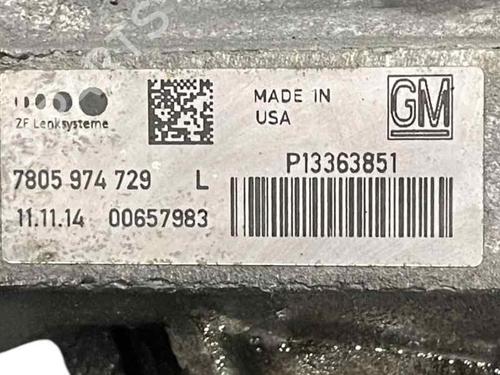 ZF Lenksysteme
MADE IN
USA
GM
7805 974 729 L
P13363851
11.11.14 00657983